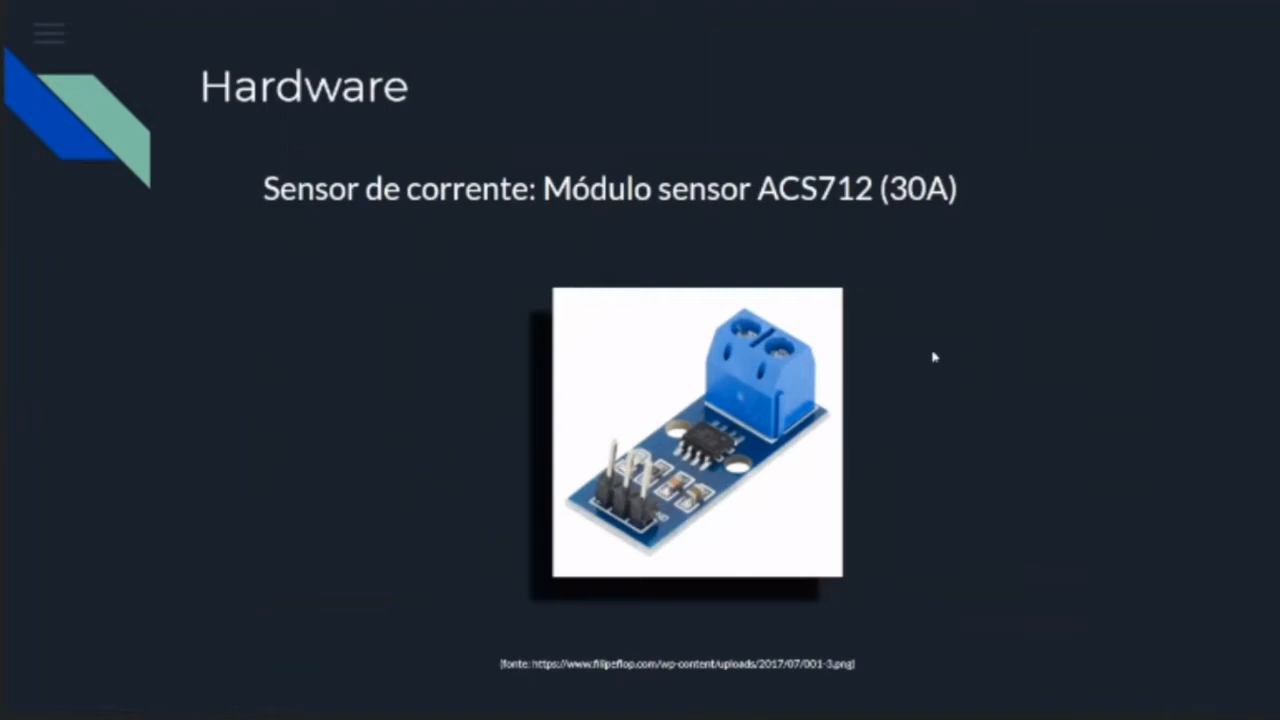 Hardware
Sensor de corrente: Módulo sensor ACS712 (30A)
(fonte: https://www.filipeflop.com/wp-content/uploads/2017/07/001-3.png)